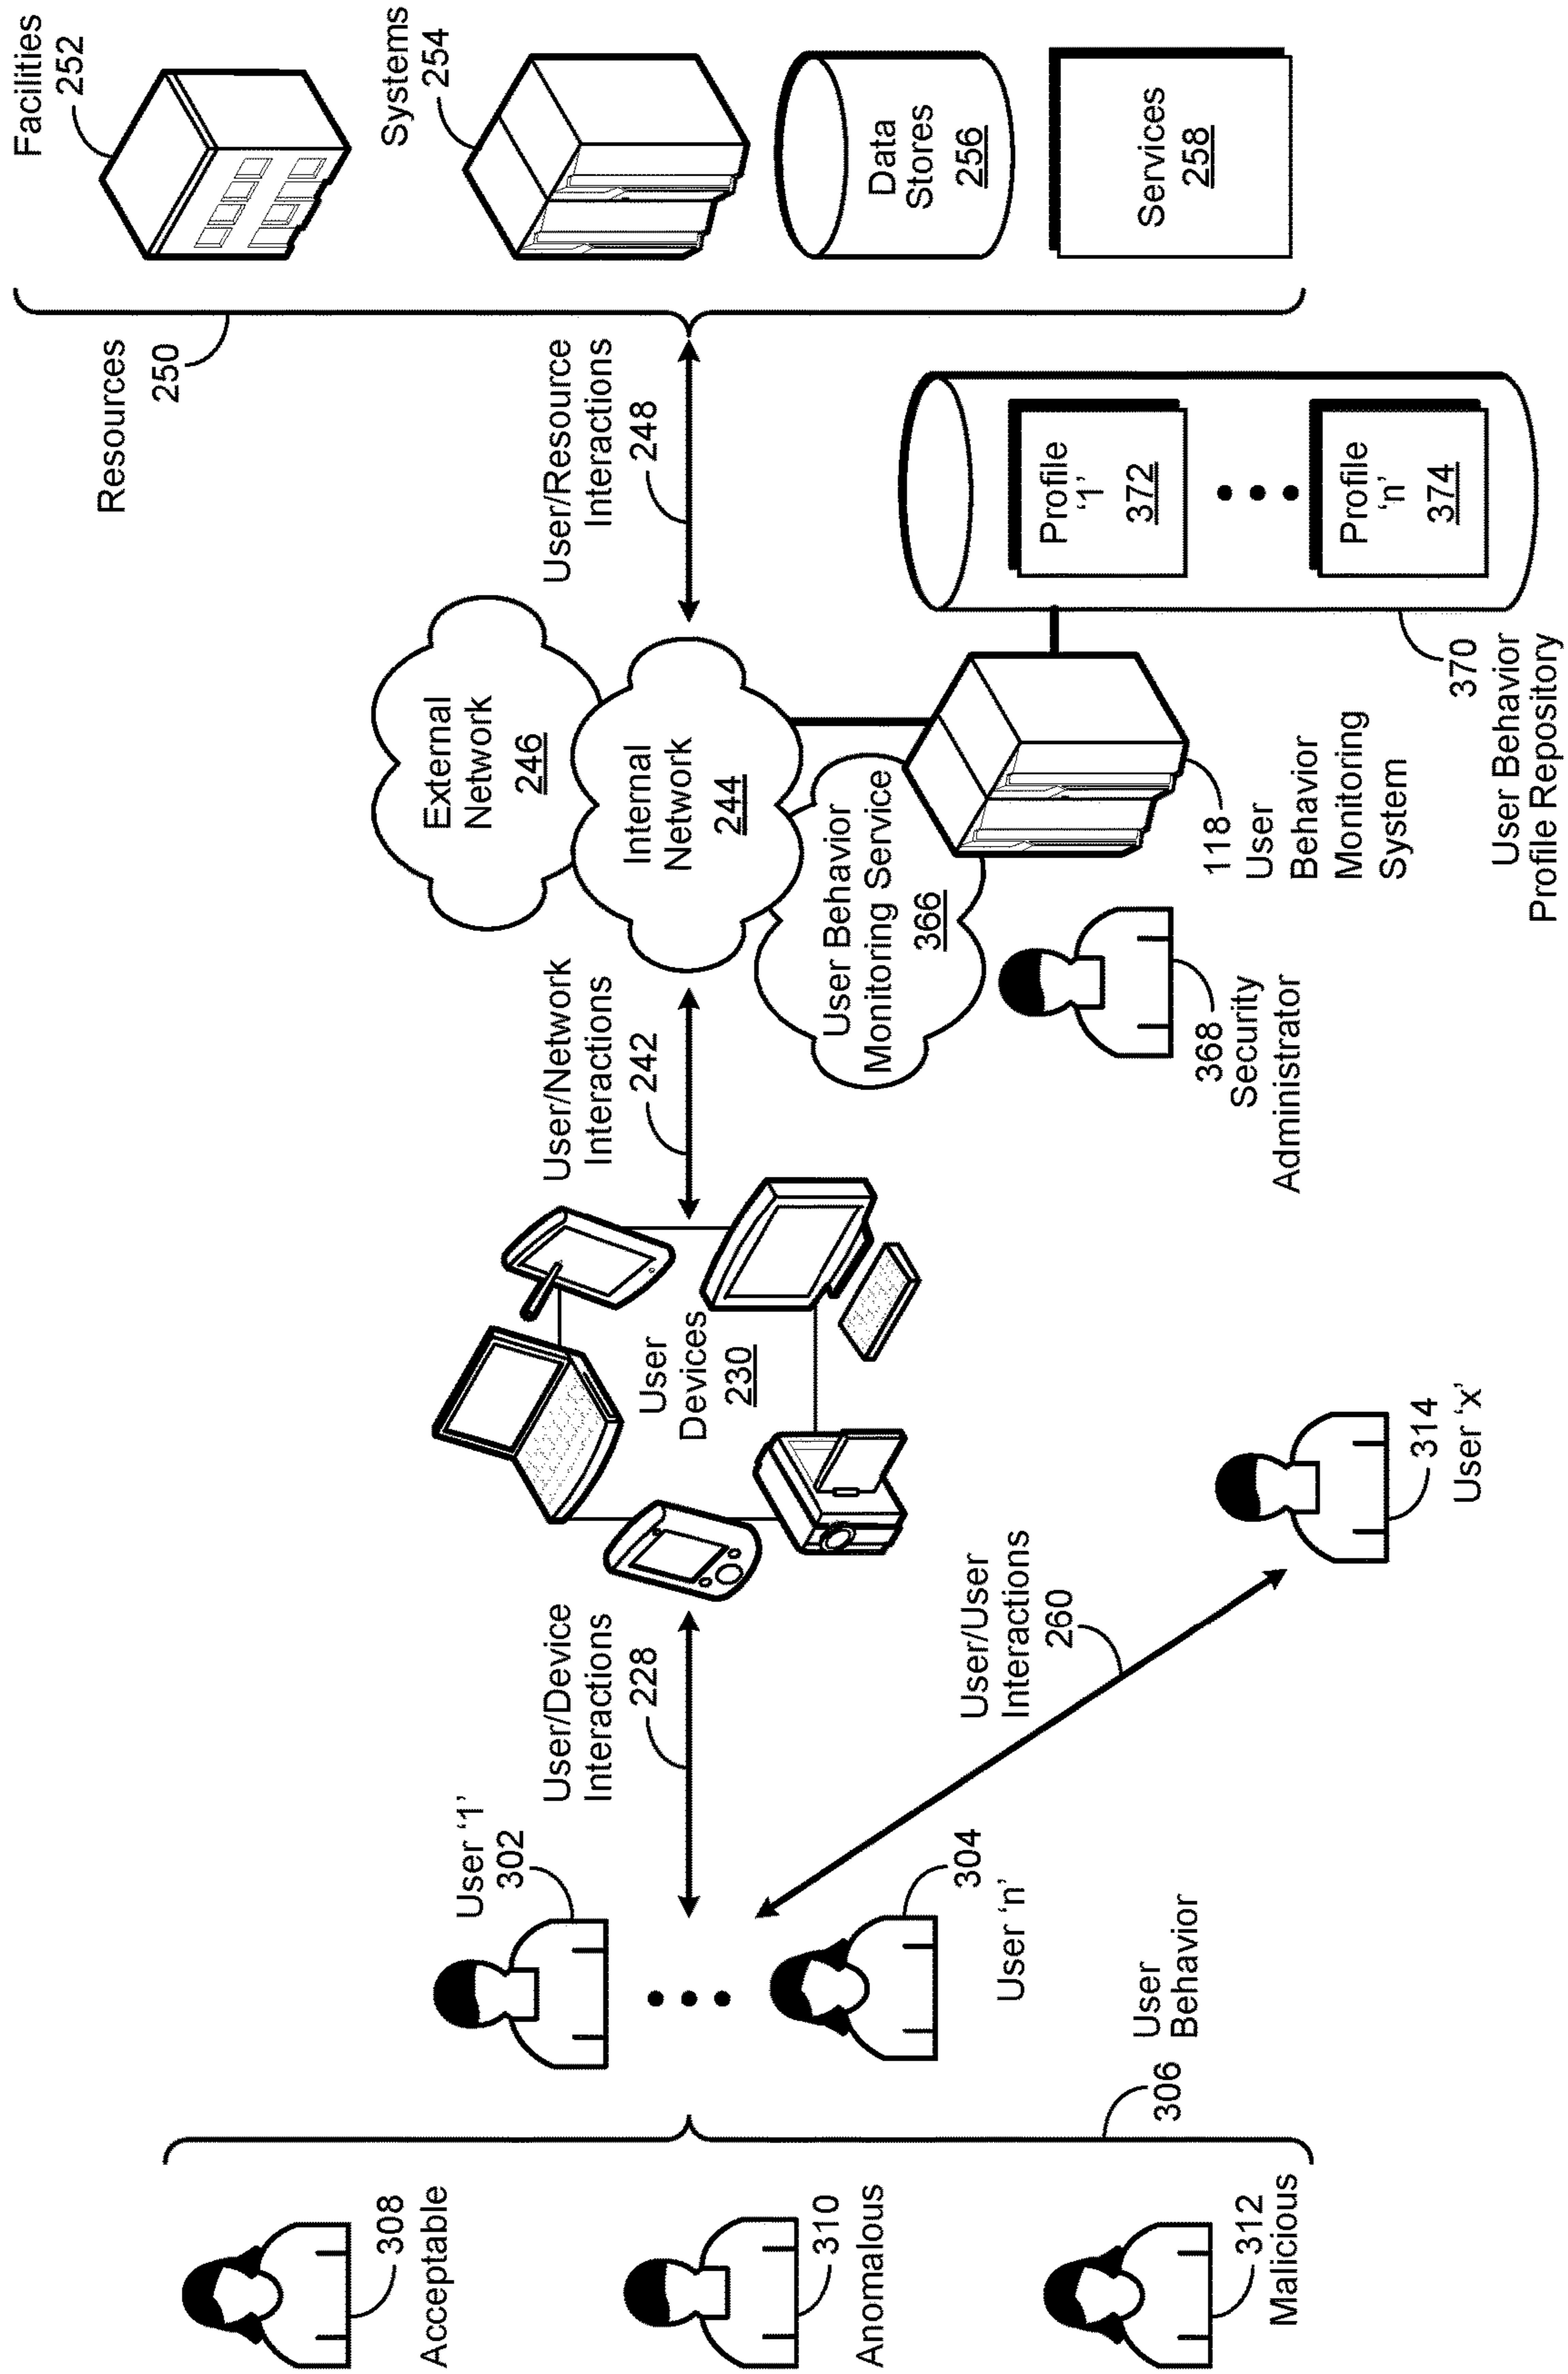 308
Acceptable
310
Anomalous
312
Malicious
306
User
Behavior
User ‘1’
302
304
User ‘n’
User/Device
Interactions
228
User/User
Interactions
260
314
User ‘x’
User
Devices
230
User/Network
Interactions
242
External
Network
246
Internal
Network
244
User Behavior
Monitoring Service
366
368
Security
Administrator
118
User
Behavior
Monitoring
System
User/Resource
Interactions
248
Profile
‘1’
372
Profile
‘n’
374
370
User Behavior
Profile Repository
Resources
250
Facilities
252
Systems
254
Data
Stores
256
Services
258